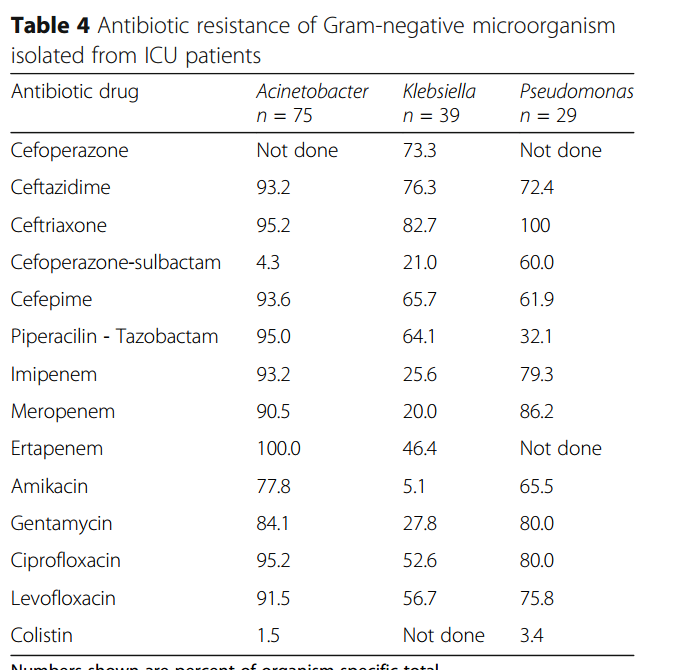 Table 4 Antibiotic resistance of Gram-negative microorganism
isolated from ICU patients
Antibiotic drug Acinetobacter Klebsiella Pseudomonas
n = 75 n = 39 n = 29
Cefoperazone Not done 73.3 Not done
Ceftazidime 93.2 76.3 72.4
Ceftriaxone 95.2 82.7 100
Cefoperazone-sulbactam 4.3 21.0 60.0
Cefepime 93.6 65.7 61.9
Piperacilin - Tazobactam 95.0 64.1 32.1
Imipenem 93.2 25.6 79.3
Meropenem 90.5 20.0 86.2
Ertapenem 100.0 46.4 Not done
Amikacin 77.8 5.1 65.5
Gentamycin 84.1 27.8 80.0
Ciprofloxacin 95.2 52.6 80.0
Levofloxacin 91.5 56.7 75.8
Colistin 1.5 Not done 3.4
Numbers shown are percent of organism specific total